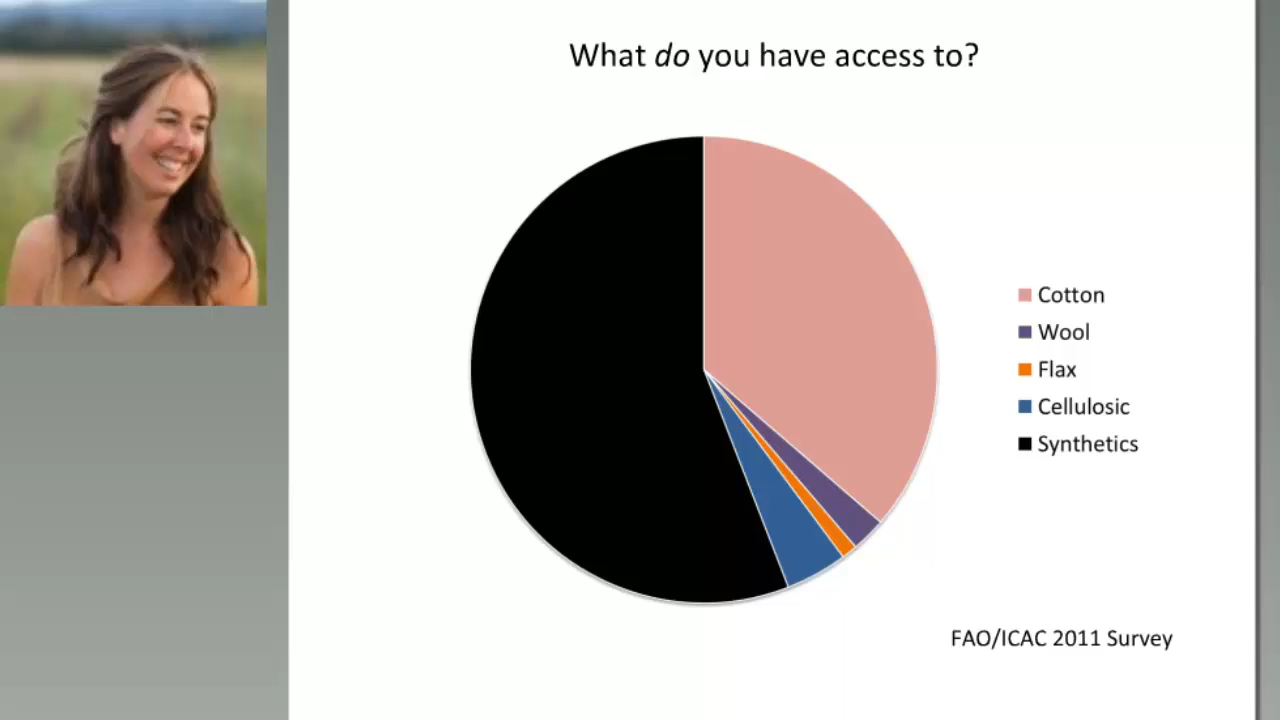 What do you have access to?
Cotton
Wool
Flax
Cellulosic
Synthetics
FAO/ICAC 2011 Survey